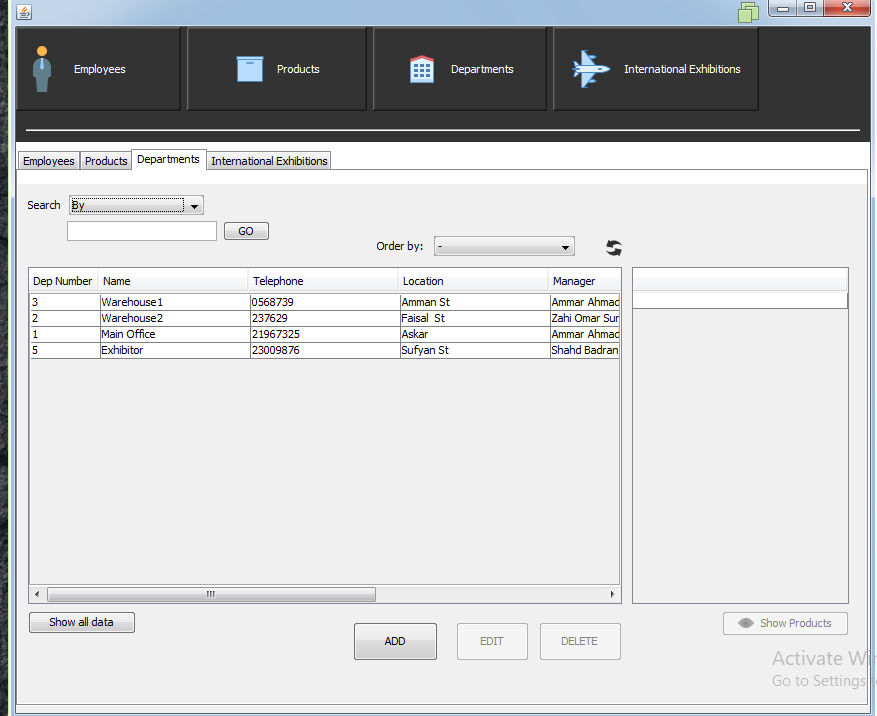 Employees Products Departments International Exhibitions
Employees Products Departments International Exhibitions
Search By
GO
Order by: -
Dep Number Name Telephone Location Manager
3 Warehouse1 0568739 Amman St Ammar Ahmad
2 Warehouse2 237629 Faisal St Zahi Omar Sur
1 Main Office 21967325 Askar Ammar Ahmad
5 Exhibitor 23009876 Sufyan St Shahd Badran
Show all data
ADD EDIT DELETE Show Products
Activate Wi
Go to Settings t